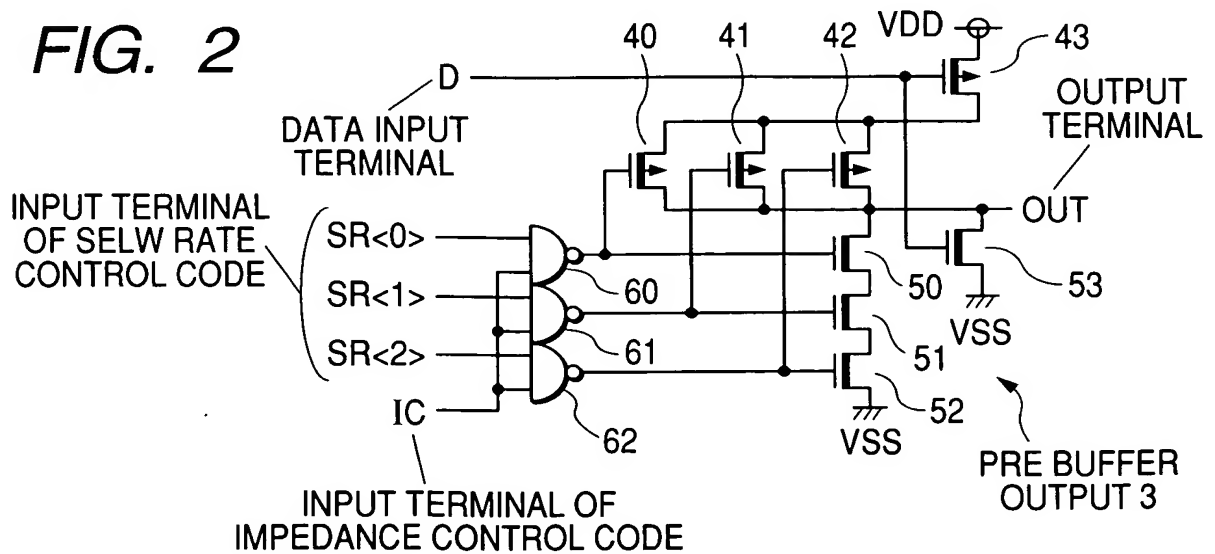 FIG. 2
VDD
40
41
42
43
D
DATA INPUT
TERMINAL
OUTPUT
TERMINAL
INPUT TERMINAL
OF SELW RATE
CONTROL CODE
SR<0>
SR<1>
SR<2>
OUT
60
61
62
50
51
52
53
VSS
VSS
IC
INPUT TERMINAL OF
IMPEDANCE CONTROL CODE
PRE BUFFER
OUTPUT 3